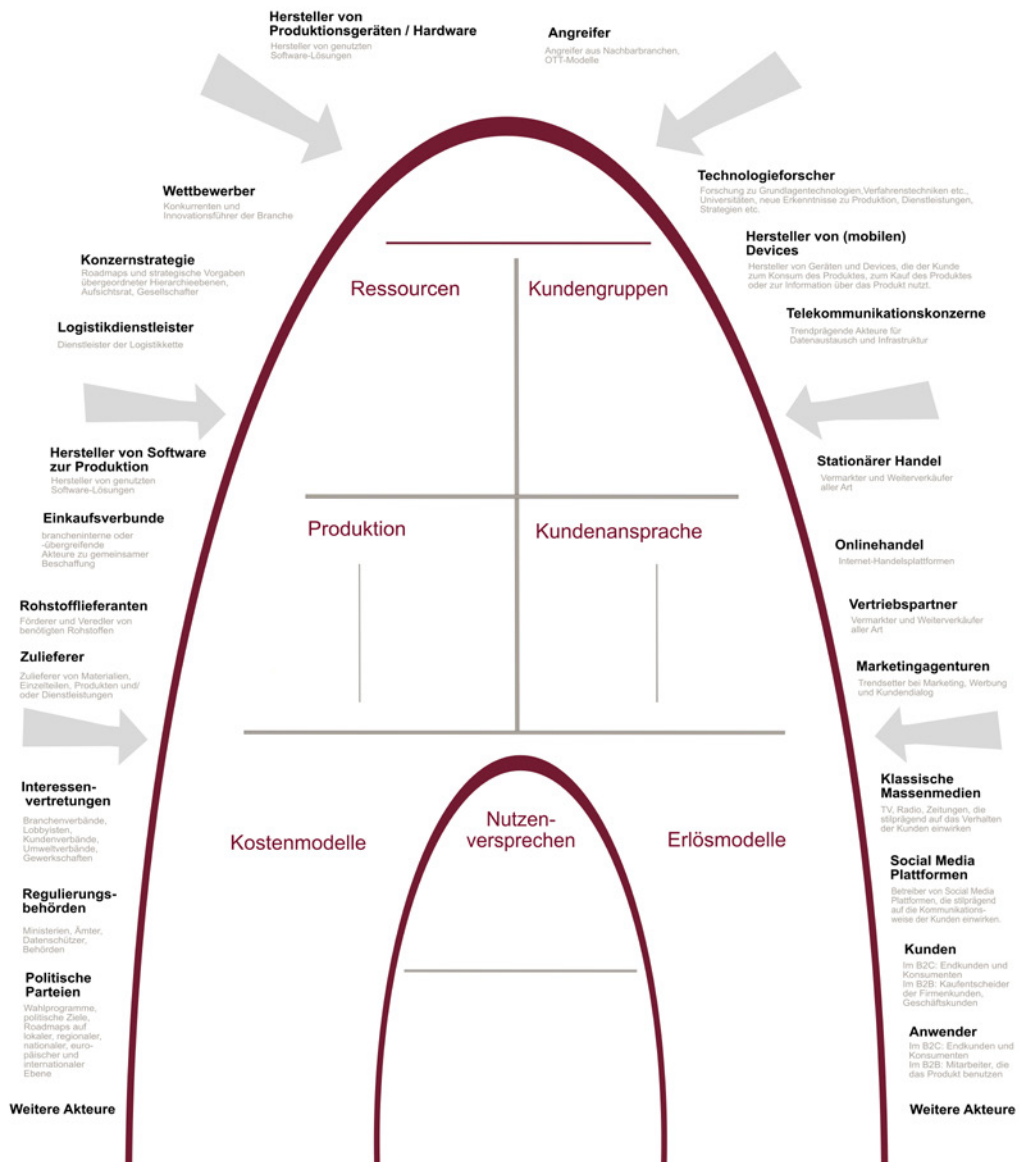 Hersteller von
Produktionsgeräten / Hardware
Hersteller von genutzten
Software-Lösungen
Angreifer
Angreifer aus Nachbarbranchen,
OTT-Modelle
Wettbewerber
Konkurrenten und
Innovationsführer der Branche
Konzernstrategie
Roadmaps und strategische Vorgaben
übergeordneter Hierarchieebenen,
Aufsichtsrat, Gesellschafter
Logistikdienstleister
Dienstleister der Logistikkette
Hersteller von Software
zur Produktion
Hersteller von genutzten
Software-Lösungen
Einkaufsverbunde
brancheninterne oder
-übergreifende
Akteure zu gemeinsamer
Beschaffung
Rohstofflieferanten
Förderer und Veredler von
benötigten Rohstoffen
Zulieferer
Zulieferer von Materialien,
Einzelteilen, Produkten und/
oder Dienstleistungen
Interessen-
vertretungen
Branchenverbände,
Lobbyisten,
Kundenverbände,
Umweltverbände,
Gewerkschaften
Regulierungs-
behörden
Ministerien, Ämter,
Datenschützer,
Behörden
Politische
Parteien
Wahlprogramme,
politische Ziele,
Roadmaps auf
lokaler, regionaler,
nationaler, euro-
päischer und
internationaler
Ebene
Weitere Akteure
Ressourcen
Kundengruppen
Produktion
Kundenansprache
Kostenmodelle
Nutzen-
versprechen
Erlösmodelle
Technologieforscher
Forschung zu Grundlagentechnologien,Verfahrenstechniken etc.,
Universitäten, neue Erkenntnisse zu Produktion, Dienstleistungen,
Strategien etc.
Hersteller von (mobilen)
Devices
Hersteller von Geräten und Devices, die der Kunde
zum Konsum des Produktes, zum Kauf des Produktes
oder zur Information über das Produkt nutzt.
Telekommunikationskonzerne
Trendprägende Akteure für
Datenaustausch und Infrastruktur
Stationärer Handel
Vermarkter und Weiterverkäufer
aller Art
Onlinehandel
Internet-Handelsplattformen
Vertriebspartner
Vermarkter und Weiterverkäufer
aller Art
Marketingagenturen
Trendsetter bei Marketing, Werbung
und Kundendialog
Klassische
Massenmedien
TV, Radio, Zeitungen, die
stilprägend auf das Verhalten
der Kunden einwirken
Social Media
Plattformen
Betreiber von Social Media
Plattformen, die stilprägend
auf die Kommunikations-
weise der Kunden einwirken.
Kunden
Im B2C: Endkunden und
Konsumenten
Im B2B: Kaufentscheider
der Firmenkunden,
Geschäftskunden
Anwender
Im B2C: Endkunden und
Konsumenten
Im B2B: Mitarbeiter, die
das Produkt benutzen
Weitere Akteure